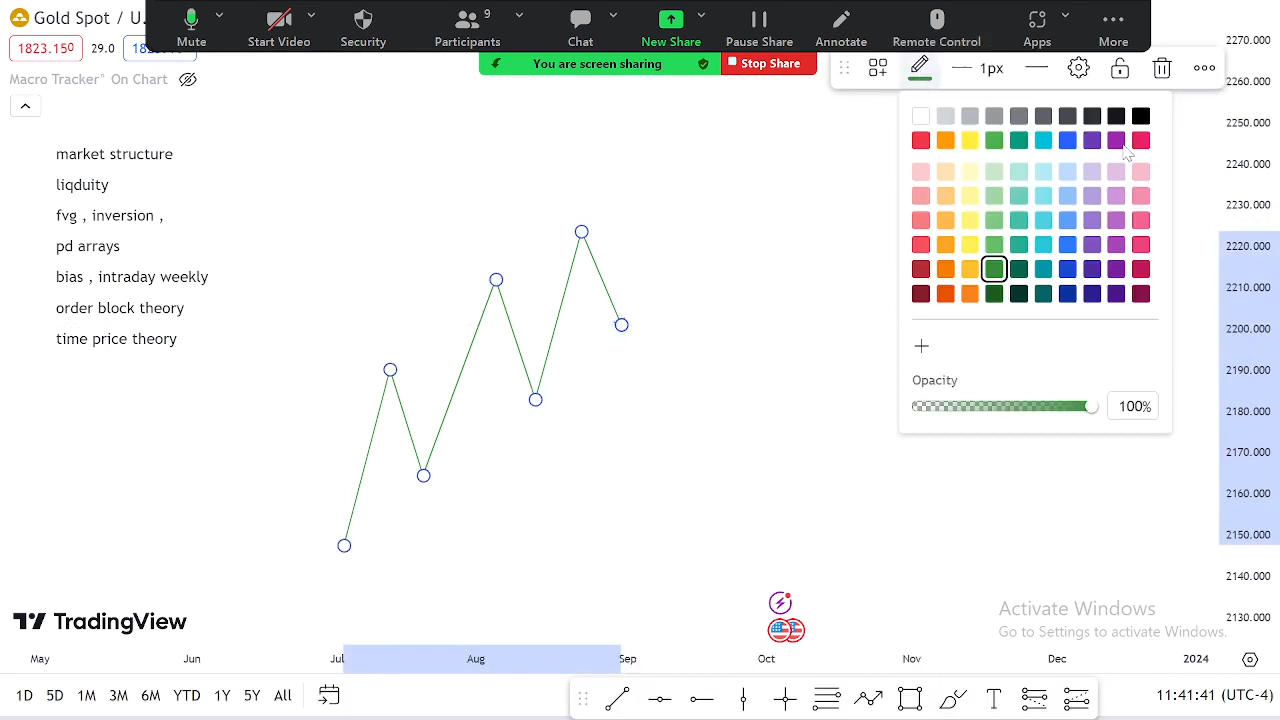 Gold Spot / U.
Mute
Start Video
Security
9
Participants
Chat
New Share
Pause Share
Annotate
Remote Control
Apps
More
1823.150
29.0
You are screen sharing
Stop Share
1px
Macro Tracker° On Chart
market structure
liqduity
fvg , inversion ,
pd arrays
bias , intraday weekly
order block theory
time price theory
Opacity
100%
2270.000
2260.000
2250.000
2240.000
2230.000
2220.000
2210.000
2200.000
2190.000
2180.000
2170.000
2160.000
2150.000
2140.000
2130.000
TradingView
Activate Windows
Go to Settings to activate Windows.
May
Jun
Jul
Aug
Sep
Oct
Nov
Dec
2024
1D
5D
1M
3M
6M
YTD
1Y
5Y
All
T
11:41:41 (UTC-4)